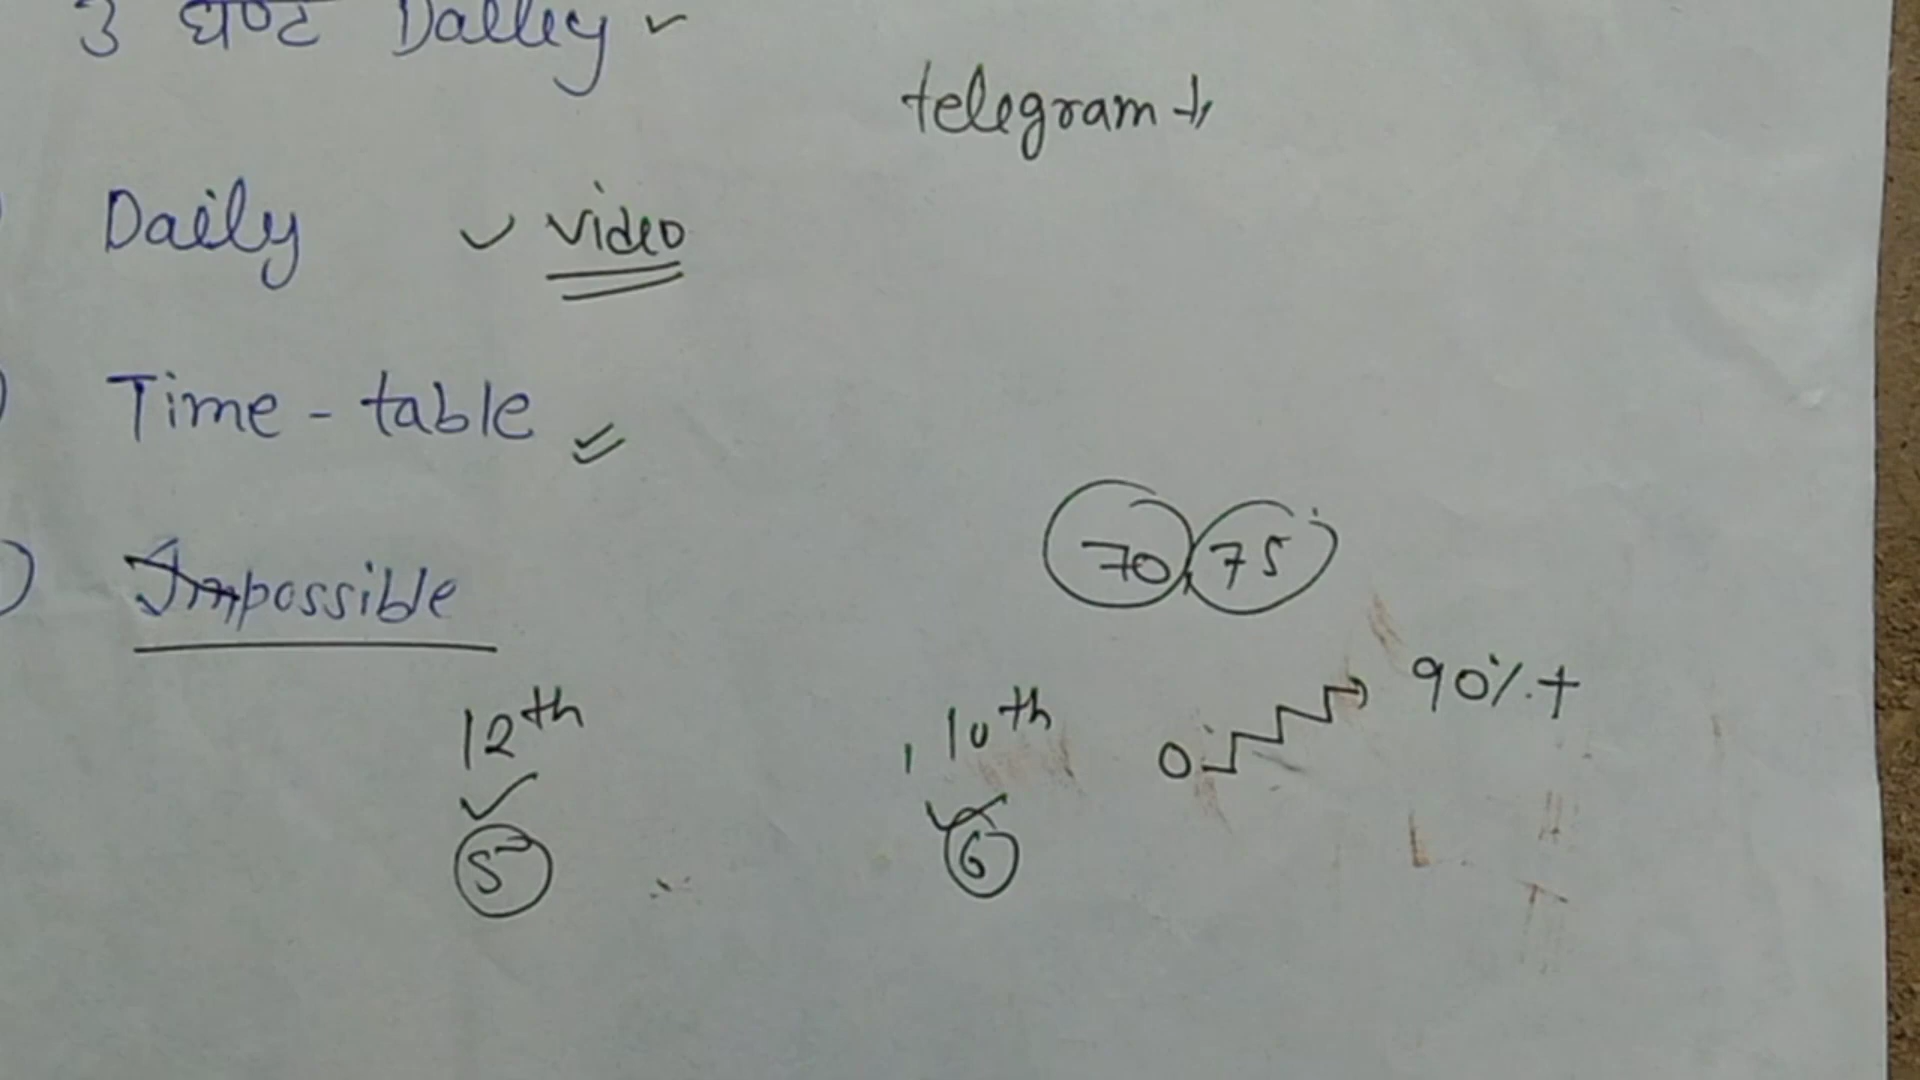 3 घण्टे Dailey ✓
telegram
Daily ✓ video
Time - table
Impossible
70, 75
12th , 10th 0 → 90%+
✓ ✓
5 6